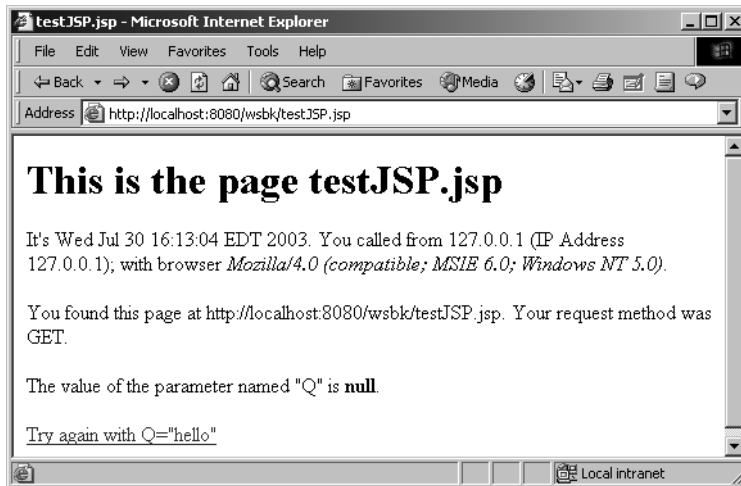 testJSP.jsp - Microsoft Internet Explorer
File Edit View Favorites Tools Help
Back Search Favorites Media
Address http://localhost:8080/wsbk/testJSP.jsp
This is the page testJSP.jsp
It's Wed Jul 30 16:13:04 EDT 2003. You called from 127.0.0.1 (IP Address
127.0.0.1); with browser Mozilla/4.0 (compatible; MSIE 6.0; Windows NT 5.0).
You found this page at http://localhost:8080/wsbk/testJSP.jsp. Your request method was
GET.
The value of the parameter named "Q" is null.
Try again with Q="hello"
Local intranet